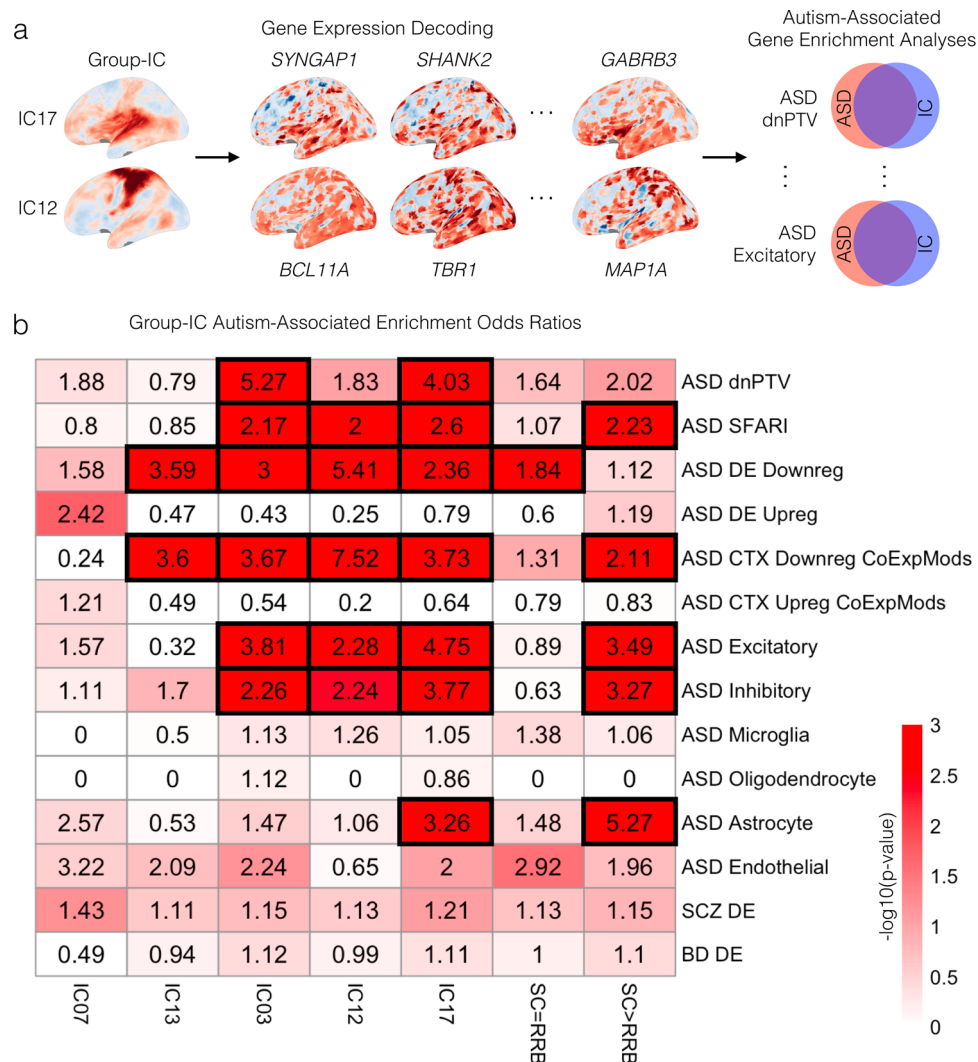 a
Gene Expression Decoding
Autism-Associated
Gene Enrichment Analyses
Group-IC
SYNGAP1
SHANK2
GABRB3
IC17
...
ASD
dnPTV
ASD
IC
IC12
...
ASD
Excitatory
ASD
IC
BCL11A
TBR1
MAP1A
b
Group-IC Autism-Associated Enrichment Odds Ratios
1.88 0.79 5.27 1.83 4.03 1.64 2.02 ASD dnPTV
0.8 0.85 2.17 2 2.6 1.07 2.23 ASD SFARI
1.58 3.59 3 5.41 2.36 1.84 1.12 ASD DE Downreg
2.42 0.47 0.43 0.25 0.79 0.6 1.19 ASD DE Upreg
0.24 3.6 3.67 7.52 3.73 1.31 2.11 ASD CTX Downreg CoExpMods
1.21 0.49 0.54 0.2 0.64 0.79 0.83 ASD CTX Upreg CoExpMods
1.57 0.32 3.81 2.28 4.75 0.89 3.49 ASD Excitatory
1.11 1.7 2.26 2.24 3.77 0.63 3.27 ASD Inhibitory
0 0.5 1.13 1.26 1.05 1.38 1.06 ASD Microglia
0 0 1.12 0 0.86 0 0 ASD Oligodendrocyte
2.57 0.53 1.47 1.06 3.26 1.48 5.27 ASD Astrocyte
3.22 2.09 2.24 0.65 2 2.92 1.96 ASD Endothelial
1.43 1.11 1.15 1.13 1.21 1.13 1.15 SCZ DE
0.49 0.94 1.12 0.99 1.11 1 1.1 BD DE
IC07 IC13 IC03 IC12 IC17 SC=RRB SC>RRB
3
2.5
2
1.5
1
0.5
0
-log10(p-value)